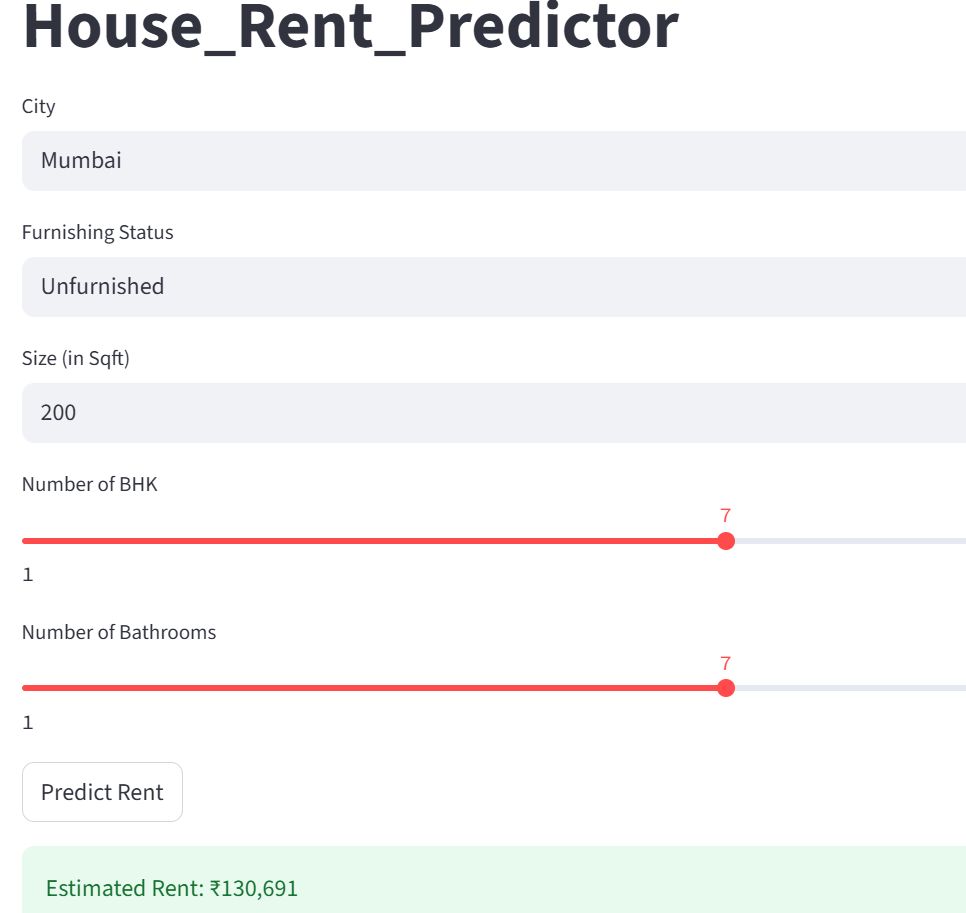 House_Rent_Predictor
City
Mumbai
Furnishing Status
Unfurnished
Size (in Sqft)
200
Number of BHK
7
1
Number of Bathrooms
7
1
Predict Rent
Estimated Rent: ₹130,691